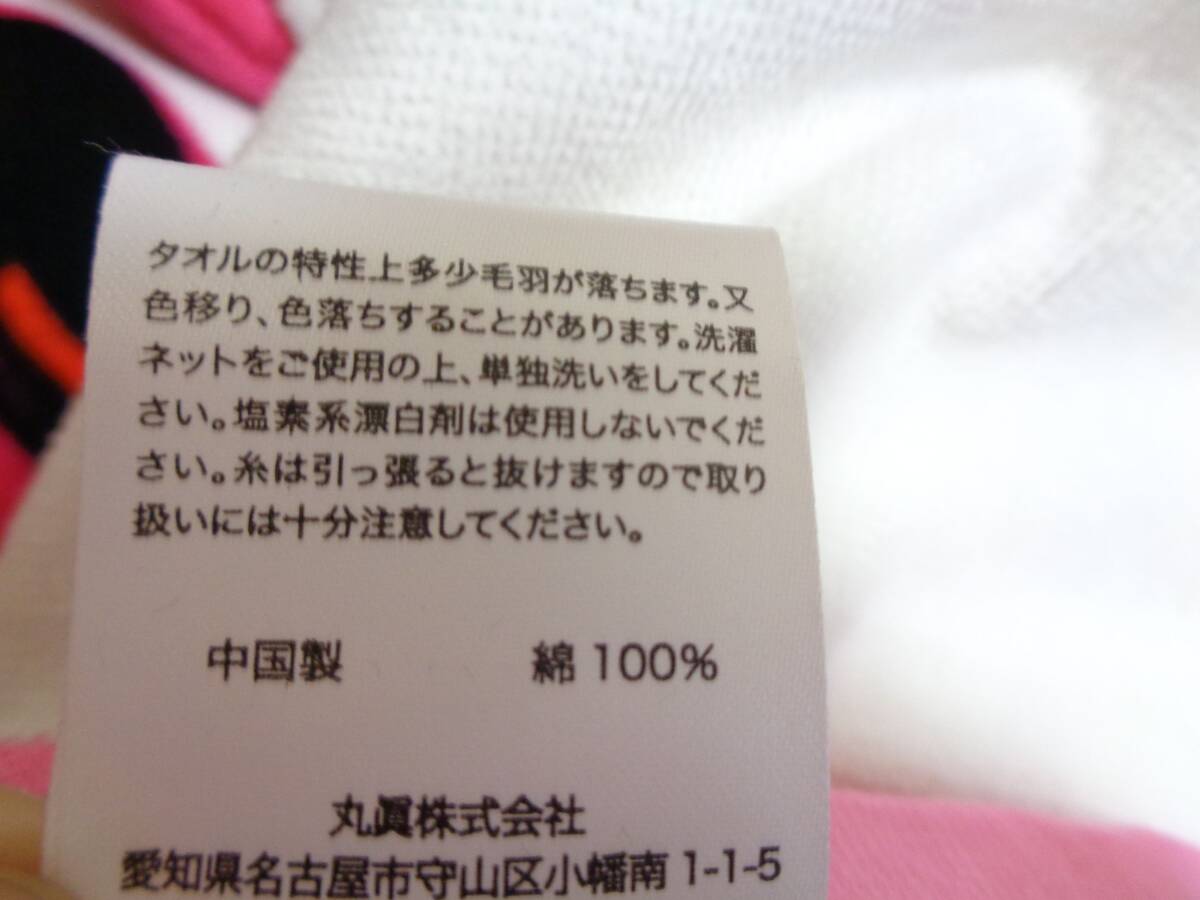 タオルの特性上多少毛羽が落ちます。又
色移り、色落ちすることがあります。洗濯
ネットをご使用の上、単独洗いをしてくだ
さい。塩素系漂白剤は使用しないでくだ
さい。糸は引っ張ると抜けますので取り
扱いには十分注意してください。
中国製 綿100%
丸眞株式会社
愛知県名古屋市守山区小幡南1-1-5